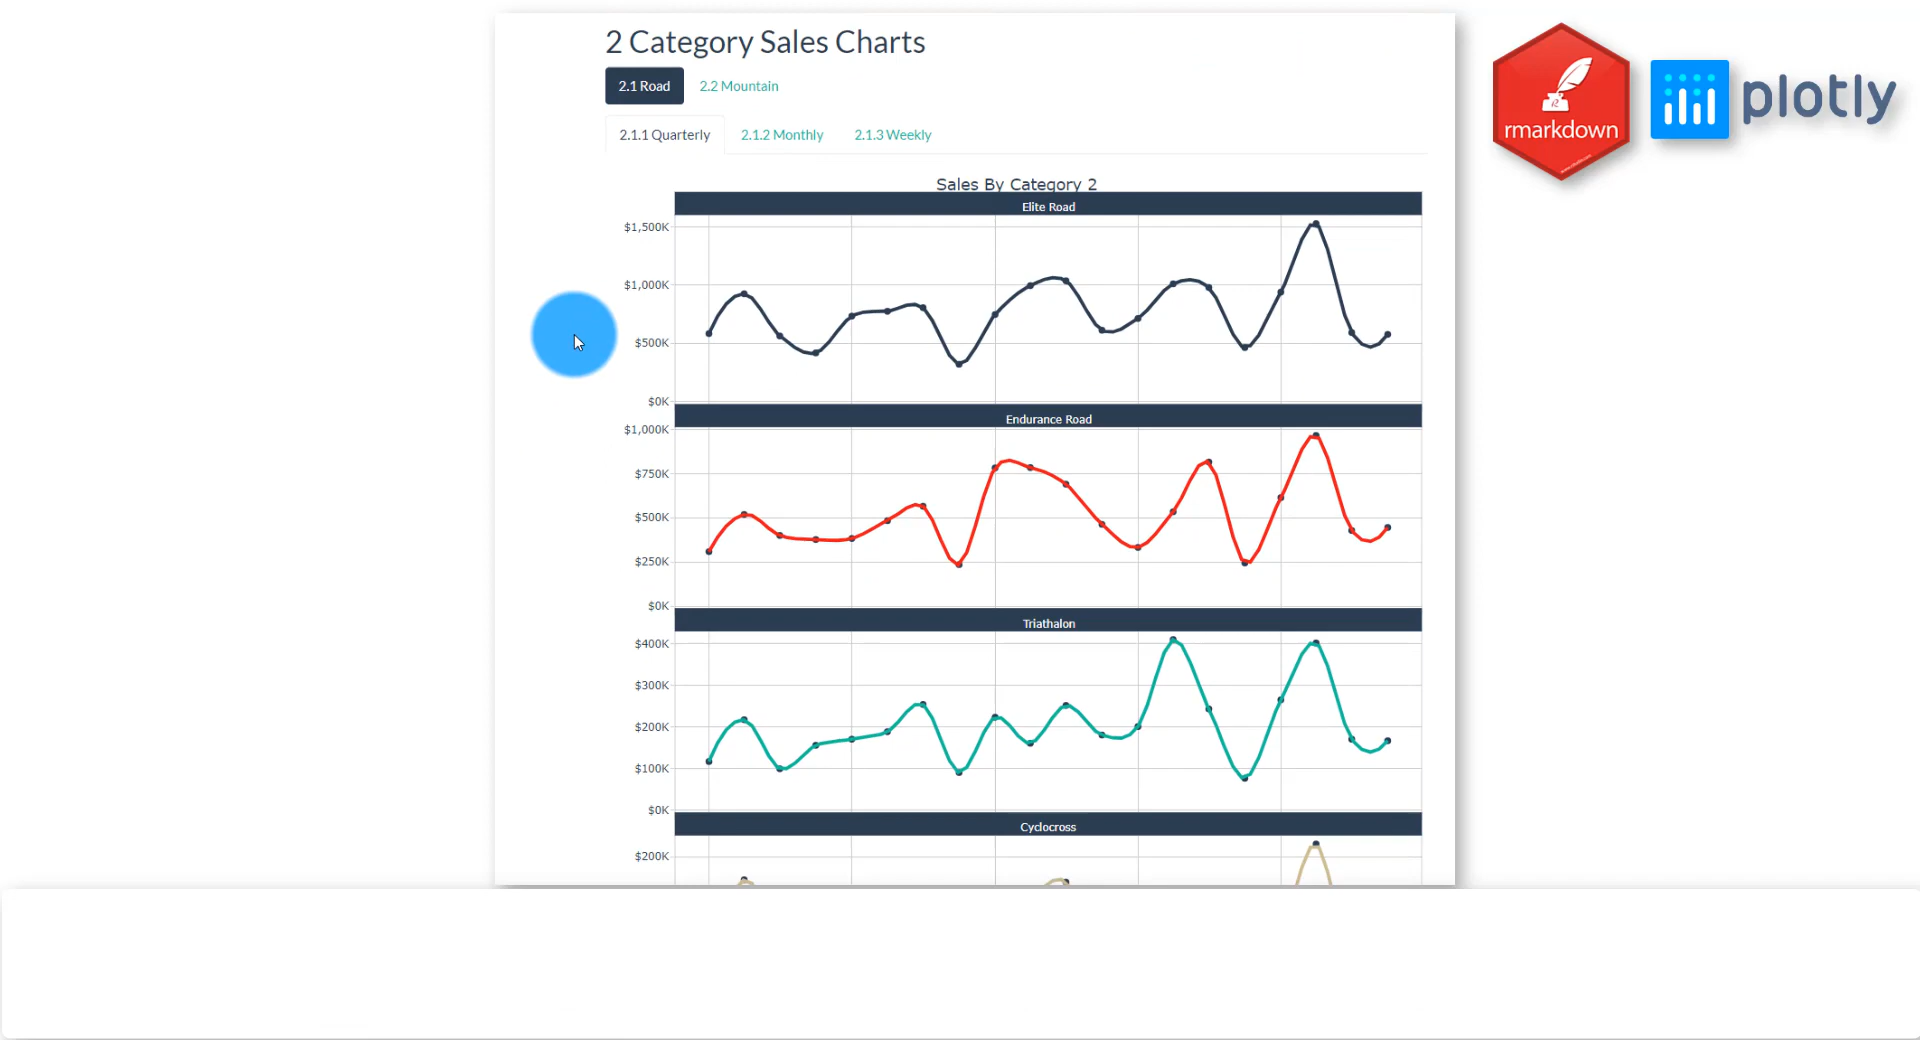 2 Category Sales Charts
2.1 Road 2.2 Mountain
2.1.1 Quarterly 2.1.2 Monthly 2.1.3 Weekly
Sales By Category 2
Elite Road
$1,500K
$1,000K
$500K
$0K
Endurance Road
$1,000K
$750K
$500K
$250K
$0K
Triathalon
$400K
$300K
$200K
$100K
$0K
Cyclocross
$200K
rmarkdown
plotly